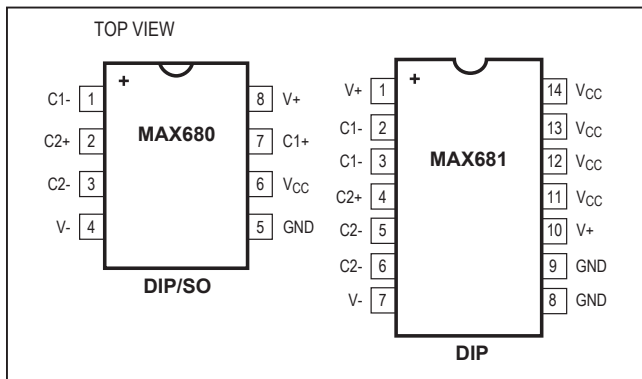 TOP VIEW
+
MAX680
C1- 1
C2+ 2
C2- 3
V- 4
8 V+
7 C1+
6 VCC
5 GND
DIP/SO
+
MAX681
V+ 1
C1- 2
C1- 3
C2+ 4
C2- 5
C2- 6
V- 7
14 VCC
13 VCC
12 VCC
11 VCC
10 V+
9 GND
8 GND
DIP